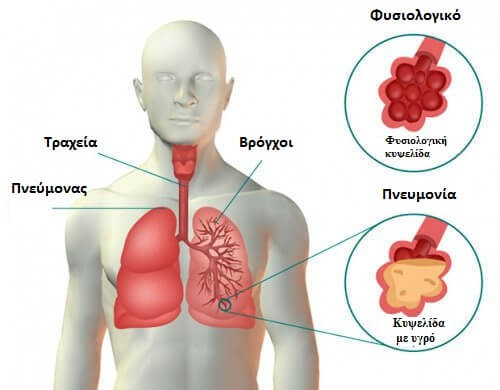 Φυσιολογικό
Τραχεία
Βρόγχοι
Φυσιολογική
κυψελίδα
Πνεύμονας
Πνευμονία
Κυψελίδα
με υγρό